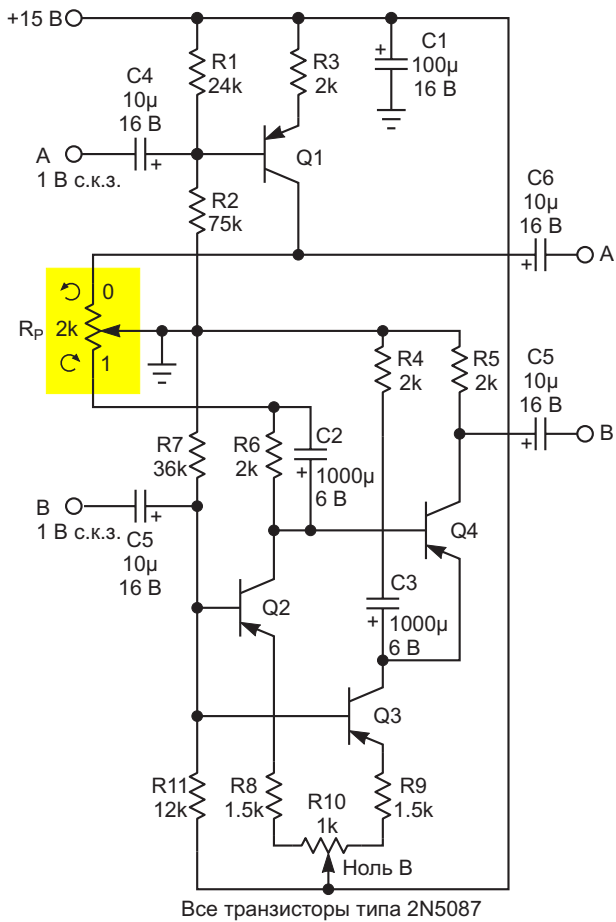 +15 В
R1
24k
R3
2k
C1
100µ
16 В
C4
10µ
16 В
A
1 В с.к.з.
Q1
R2
75k
C6
10µ
16 В
A
0
RP 2k
1
R4
2k
R5
2k
C5
10µ
16 В
B
R7
36k
R6
2k
C2
1000µ
6 В
B
1 В с.к.з.
C5
10µ
16 В
Q4
Q2
C3
1000µ
6 В
Q3
R11
12k
R8
1.5k
R10
1k
R9
1.5k
Ноль В
Все транзисторы типа 2N5087